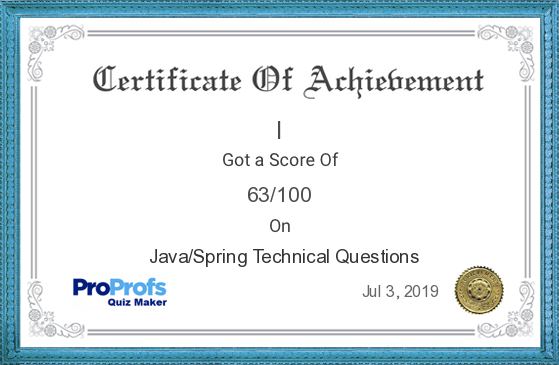 Certificate Of Achievement
|
Got a Score Of
63/100
On
Java/Spring Technical Questions
ProProfs
Quiz Maker
Jul 3, 2019